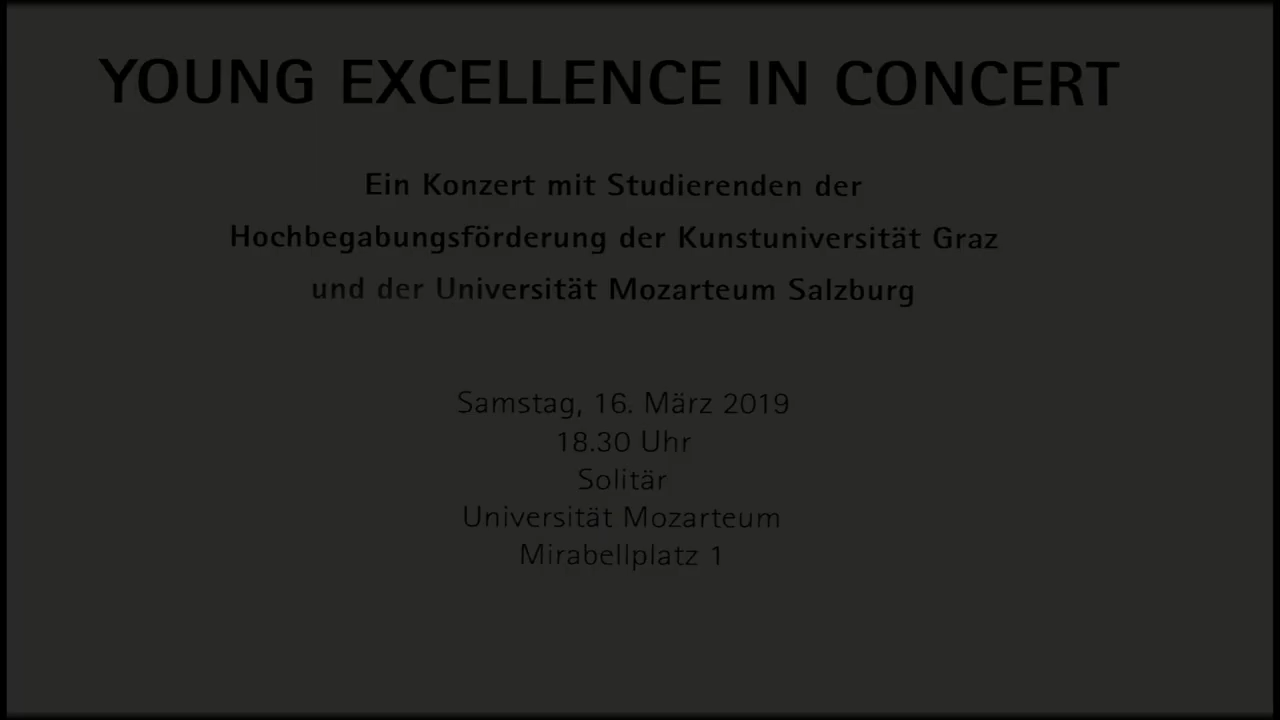 YOUNG EXCELLENCE IN CONCERT
Ein Konzert mit Studierenden der
Hochbegabungsförderung der Kunstuniversität Graz
und der Universität Mozarteum Salzburg
Samstag, 16. März 2019
18.30 Uhr
Solitär
Universität Mozarteum
Mirabellplatz 1